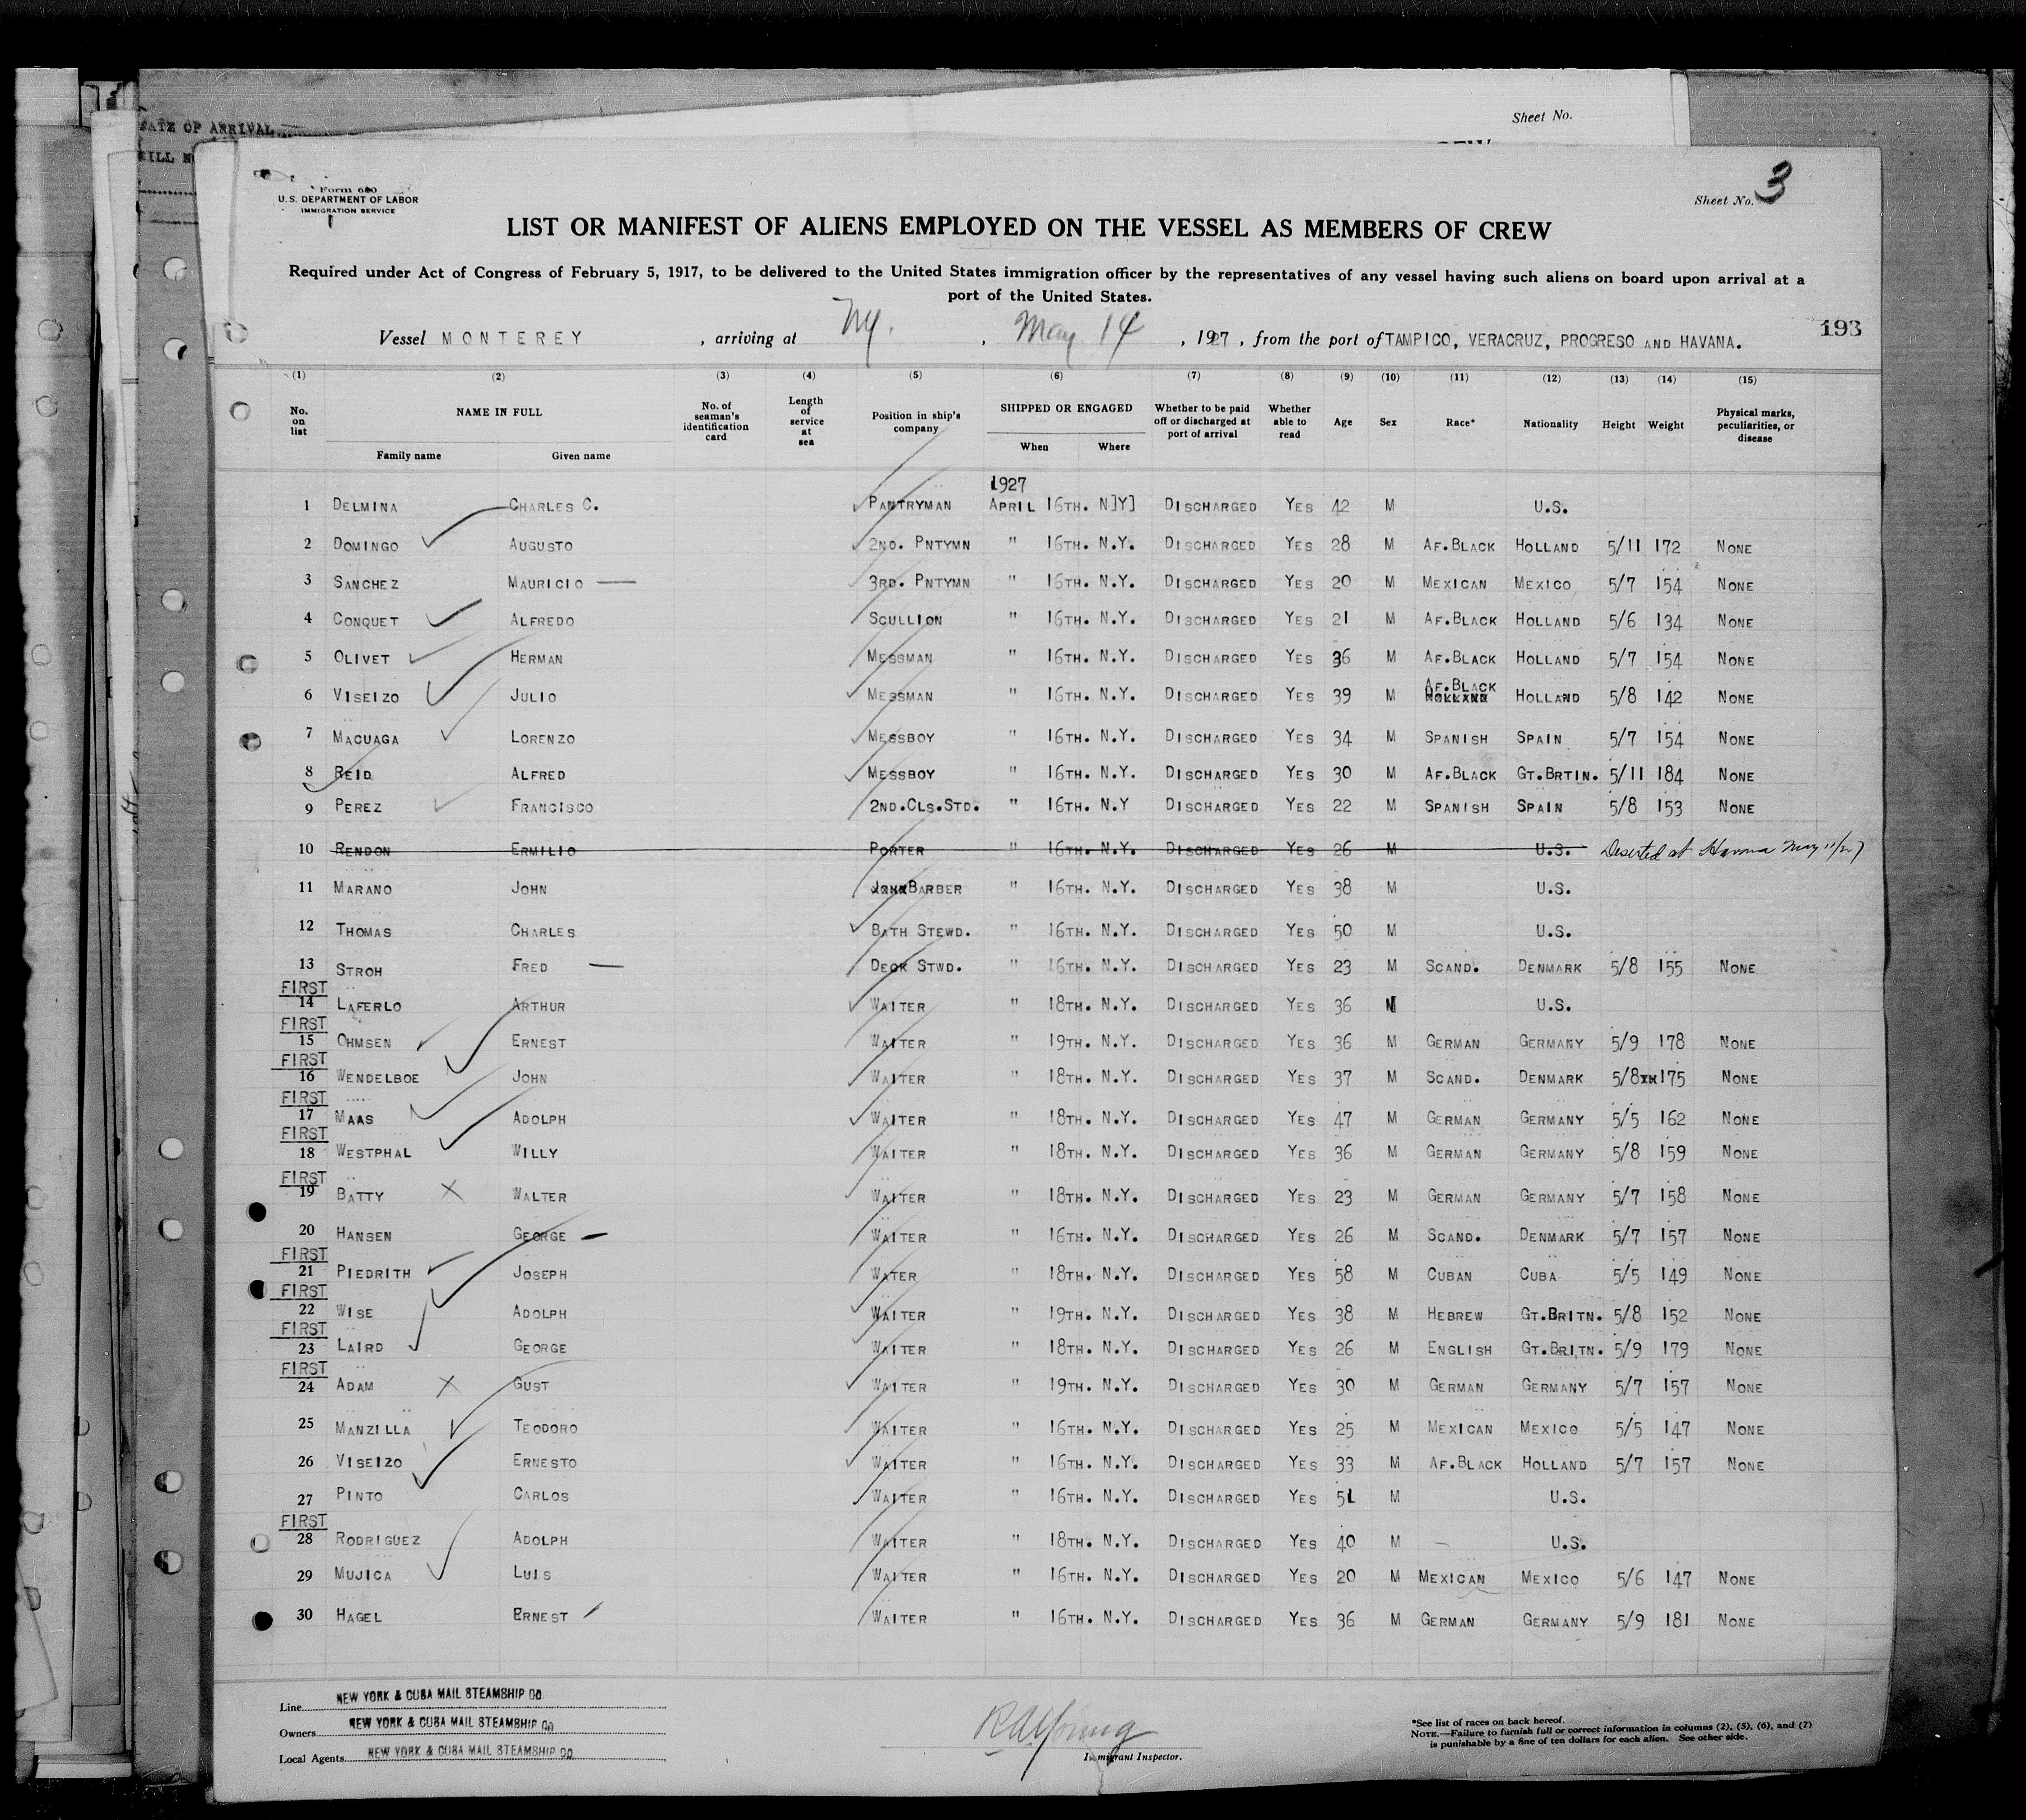 DATE OF ARRIVAL
Sheet No.
Form 680
U.S. DEPARTMENT OF LABOR
IMMIGRATION SERVICE
Sheet No. 3
LIST OR MANIFEST OF ALIENS EMPLOYED ON THE VESSEL AS MEMBERS OF CREW
Required under Act of Congress of February 5, 1917, to be delivered to the United States immigration officer by the representatives of any vessel having such aliens on board upon arrival at a
port of the United States.
Vessel MONTEREY, arriving at NY., May 14, 1927, from the port of TAMPICO, VERACRUZ, PROGRESO AND HAVANA.
193
(1) (2) (3) (4) (5) (6) (7) (8) (9) (10) (11) (12) (13) (14) (15)
No. on list NAME IN FULL Family name Given name No. of seaman's identification card Length of service at sea Position in ship's company SHIPPED OR ENGAGED When Where Whether to be paid off or discharged at port of arrival Whether able to read Age Sex Race* Nationality Height Weight Physical marks, peculiarities, or disease
1927
1 DELMINA CHARLES C. PANTRYMAN APRIL 16TH. N]Y] DISCHARGED YES 42 M U.S.
2 DOMINGO AUGUSTO 2ND. PNTYMN " 16TH. N.Y. DISCHARGED YES 28 M AF.BLACK HOLLAND 5/11 172 NONE
3 SANCHEZ MAURICIO — 3RD. PNTYMN " 16TH. N.Y. DISCHARGED YES 20 M MEXICAN MEXICO 5/7 154 NONE
4 CONQUET ALFREDO SCULLION " 16TH. N.Y. DISCHARGED YES 21 M AF.BLACK HOLLAND 5/6 134 NONE
5 OLIVET HERMAN MESSMAN " 16TH. N.Y. DISCHARGED YES 36 M AF.BLACK HOLLAND 5/7 154 NONE
6 VISEIZO JULIO MESSMAN " 16TH. N.Y. DISCHARGED YES 39 M AF.BLACK HOLLAND 5/8 142 NONE
7 MACUAGA LORENZO MESSBOY " 16TH. N.Y. DISCHARGED YES 34 M SPANISH SPAIN 5/7 154 NONE
8 REID ALFRED MESSBOY " 16TH. N.Y. DISCHARGED YES 30 M AF.BLACK GT.BRTIN. 5/11 184 NONE
9 PEREZ FRANCISCO 2ND.CLS.STD. " 16TH. N.Y DISCHARGED YES 22 M SPANISH SPAIN 5/8 153 NONE
10 RENDON ERMILIO PORTER " 16TH. N.Y. DISCHARGED YES 26 M U.S. Deserted at Havana May 11/27
11 MARANO JOHN BARBER " 16TH. N.Y. DISCHARGED YES 38 M U.S.
12 THOMAS CHARLES BATH STEWD. " 16TH. N.Y. DISCHARGED YES 50 M U.S.
13 STROH FRED — DECK STWD. " 16TH. N.Y. DISCHARGED YES 23 M SCAND. DENMARK 5/8 155 NONE
FIRST
14 LAFERLO ARTHUR WAITER " 18TH. N.Y. DISCHARGED YES 36 M U.S.
FIRST
15 OHMSEN ERNEST WAITER " 19TH. N.Y. DISCHARGED YES 36 M GERMAN GERMANY 5/9 178 NONE
FIRST
16 WENDELBOE JOHN WAITER " 18TH. N.Y. DISCHARGED YES 37 M SCAND. DENMARK 5/8xx175 NONE
FIRST
17 MAAS ADOLPH WAITER " 18TH. N.Y. DISCHARGED YES 47 M GERMAN GERMANY 5/5 162 NONE
FIRST
18 WESTPHAL WILLY WAITER " 18TH. N.Y. DISCHARGED YES 36 M GERMAN GERMANY 5/8 159 NONE
FIRST
19 BATTY X WALTER WAITER " 18TH. N.Y. DISCHARGED YES 23 M GERMAN GERMANY 5/7 158 NONE
20 HANSEN GEORGE — WAITER " 16TH. N.Y. DISCHARGED YES 26 M SCAND. DENMARK 5/7 157 NONE
FIRST
21 PIEDRITH JOSEPH WATER " 18TH. N.Y. DISCHARGED YES 58 M CUBAN CUBA 5/5 149 NONE
FIRST
22 WISE ADOLPH WAITER " 19TH. N.Y. DISCHARGED YES 38 M HEBREW GT.BRITN. 5/8 152 NONE
FIRST
23 LAIRD GEORGE WAITER " 18TH. N.Y. DISCHARGED YES 26 M ENGLISH GT.BRITN. 5/9 179 NONE
FIRST
24 ADAM X GUST WAITER " 19TH. N.Y. DISCHARGED YES 30 M GERMAN GERMANY 5/7 157 NONE
25 MANZILLA TEODORO WAITER " 16TH. N.Y. DISCHARGED YES 25 M MEXICAN MEXICO 5/5 147 NONE
26 VISEIZO ERNESTO WAITER " 16TH. N.Y. DISCHARGED YES 33 M AF.BLACK HOLLAND 5/7 157 NONE
27 PINTO CARLOS WAITER " 16TH. N.Y. DISCHARGED YES 51 M U.S.
FIRST
28 RODRIGUEZ ADOLPH WAITER " 18TH. N.Y. DISCHARGED YES 40 M U.S.
29 MUJICA LUIS WAITER " 16TH. N.Y. DISCHARGED YES 20 M MEXICAN MEXICO 5/6 147 NONE
30 HAGEL ERNEST WAITER " 16TH. N.Y. DISCHARGED YES 36 M GERMAN GERMANY 5/9 181 NONE
Line NEW YORK & CUBA MAIL STEAMSHIP CO
Owners NEW YORK & CUBA MAIL STEAMSHIP CO
Local Agents NEW YORK & CUBA MAIL STEAMSHIP CO
R A Young
Immigrant Inspector.
*See list of races on back hereof.
NOTE.—Failure to furnish full or correct information in columns (2), (5), (6), and (7)
is punishable by a fine of ten dollars for each alien. See other side.